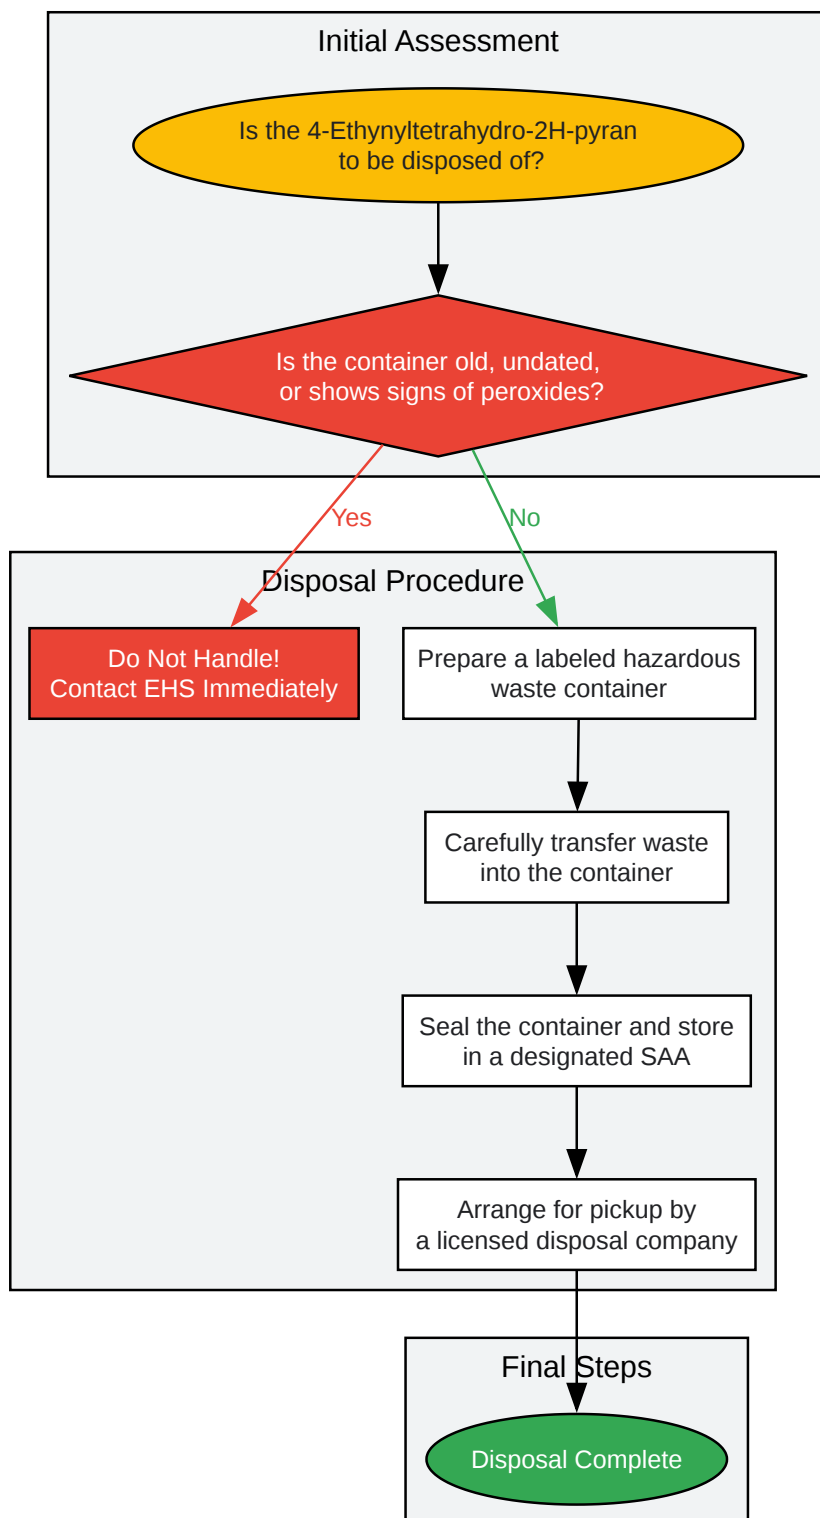 Initial Assessment
Is the 4-Ethynyltetrahydro-2H-pyran
to be disposed of?
Is the container old, undated,
or shows signs of peroxides?
Yes
No
Disposal Procedure
Do Not Handle!
Contact EHS Immediately
Prepare a labeled hazardous
waste container
Carefully transfer waste
into the container
Seal the container and store
in a designated SAA
Arrange for pickup by
a licensed disposal company
Final Steps
Disposal Complete